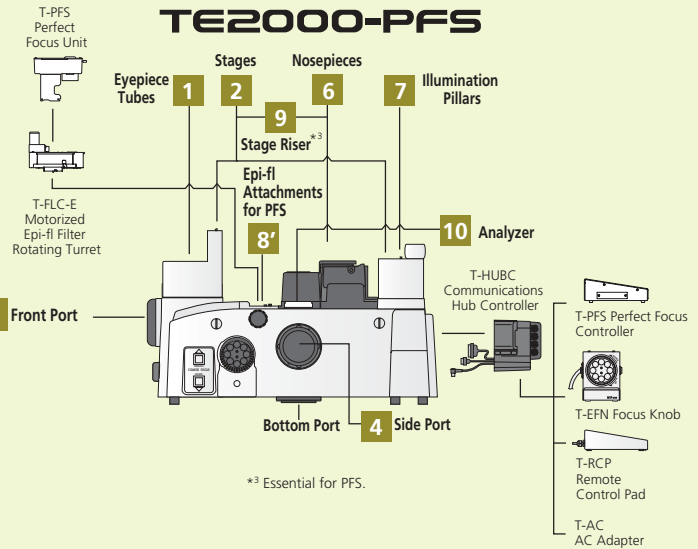 TE2000-PFS
T-PFS
Perfect
Focus Unit
Eyepiece
Tubes
1
Stages
2
Nosepieces
6
7
Illumination
Pillars
9
Stage Riser*3
Epi-fl
Attachments
for PFS
8’
T-FLC-E
Motorized
Epi-fl Filter
Rotating Turret
10
Analyzer
T-HUBC
Communications
Hub Controller
Front Port
T-PFS Perfect Focus
Controller
T-EFN Focus Knob
Bottom Port
4
Side Port
T-RCP
Remote
Control Pad
*3 Essential for PFS.
T-AC
AC Adapter